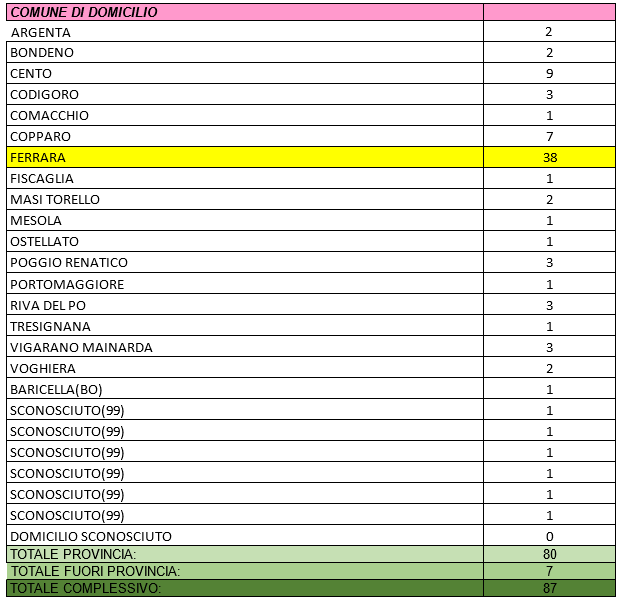 COMUNE DI DOMICILIO
ARGENTA 2
BONDENO 2
CENTO 9
CODIGORO 3
COMACCHIO 1
COPPARO 7
FERRARA 38
FISCAGLIA 1
MASI TORELLO 2
MESOLA 1
OSTELLATO 1
POGGIO RENATICO 3
PORTOMAGGIORE 1
RIVA DEL PO 3
TRESIGNANA 1
VIGARANO MAINARDA 3
VOGHIERA 2
BARICELLA(BO) 1
SCONOSCIUTO(99) 1
SCONOSCIUTO(99) 1
SCONOSCIUTO(99) 1
SCONOSCIUTO(99) 1
SCONOSCIUTO(99) 1
SCONOSCIUTO(99) 1
DOMICILIO SCONOSCIUTO 0
TOTALE PROVINCIA: 80
TOTALE FUORI PROVINCIA: 7
TOTALE COMPLESSIVO: 87